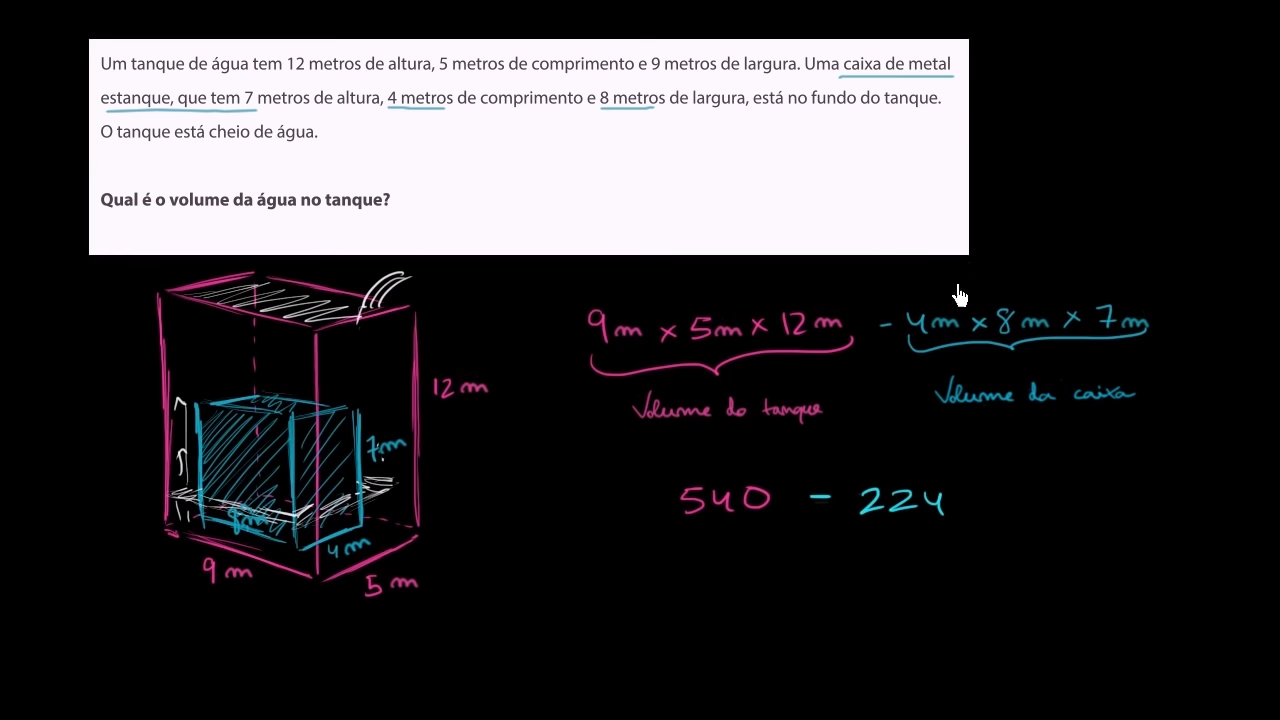 Um tanque de água tem 12 metros de altura, 5 metros de comprimento e 9 metros de largura. Uma caixa de metal
estanque, que tem 7 metros de altura, 4 metros de comprimento e 8 metros de largura, está no fundo do tanque.
O tanque está cheio de água.
Qual é o volume da água no tanque?
9m x 5m x 12m - 4m x 8m x 7m
Volume do tanque Volume da caixa
12 m
7m
540 - 224
8m
4m
9 m
5 m